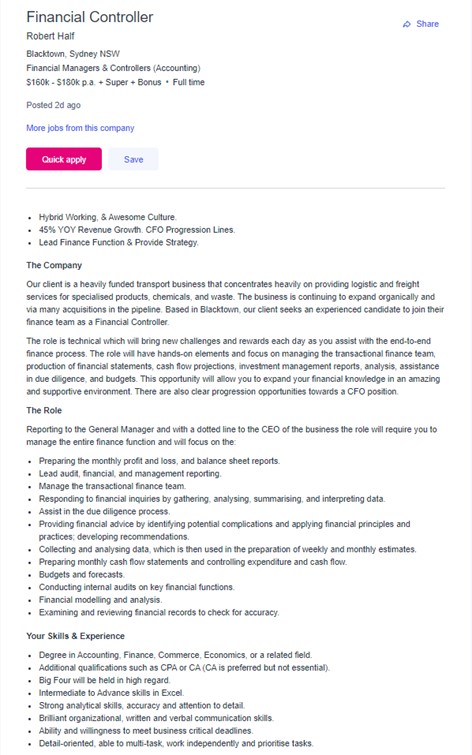 Financial Controller
Share
Robert Half
Blacktown, Sydney NSW
Financial Managers & Controllers (Accounting)
$160k - $180k p.a. + Super + Bonus • Full time
Posted 2d ago
More jobs from this company
Quick apply
Save
• Hybrid Working, & Awesome Culture.
• 45% YOY Revenue Growth. CFO Progression Lines.
• Lead Finance Function & Provide Strategy.
The Company
Our client is a heavily funded transport business that concentrates heavily on providing logistic and freight
services for specialised products, chemicals, and waste. The business is continuing to expand organically and
via many acquisitions in the pipeline. Based in Blacktown, our client seeks an experienced candidate to join their
finance team as a Financial Controller.
The role is technical which will bring new challenges and rewards each day as you assist with the end-to-end
finance process. The role will have hands-on elements and focus on managing the transactional finance team,
production of financial statements, cash flow projections, investment management reports, analysis, assistance
in due diligence, and budgets. This opportunity will allow you to expand your financial knowledge in an amazing
and supportive environment. There are also clear progression opportunities towards a CFO position.
The Role
Reporting to the General Manager and with a dotted line to the CEO of the business the role will require you to
manage the entire finance function and will focus on the:
• Preparing the monthly profit and loss, and balance sheet reports.
• Lead audit, financial, and management reporting.
• Manage the transactional finance team.
• Responding to financial inquiries by gathering, analysing, summarising, and interpreting data.
• Assist in the due diligence process.
• Providing financial advice by identifying potential complications and applying financial principles and
practices; developing recommendations.
• Collecting and analysing data, which is then used in the preparation of weekly and monthly estimates.
• Preparing monthly cash flow statements and controlling expenditure and cash flow.
• Budgets and forecasts.
• Conducting internal audits on key financial functions.
• Financial modelling and analysis.
• Examining and reviewing financial records to check for accuracy.
Your Skills & Experience
• Degree in Accounting, Finance, Commerce, Economics, or a related field.
• Additional qualifications such as CPA or CA (CA is preferred but not essential).
• Big Four will be held in high regard.
• Intermediate to Advance skills in Excel.
• Strong analytical skills, accuracy and attention to detail.
• Brilliant organizational, written and verbal communication skills.
• Ability and willingness to meet business critical deadlines.
• Detail-oriented, able to multi-task, work independently and prioritise tasks.